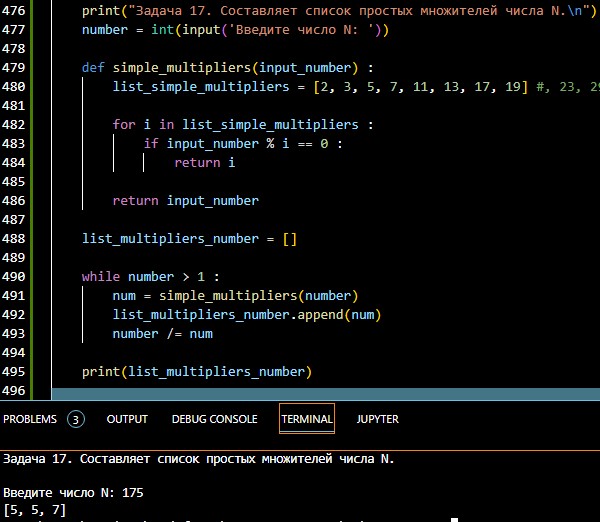 476 print("Задача 17. Составляет список простых множителей числа N.\n")
477 number = int(input('Введите число N: '))
478
479 def simple_multipliers(input_number) :
480 list_simple_multipliers = [2, 3, 5, 7, 11, 13, 17, 19] #, 23, 29
481
482 for i in list_simple_multipliers :
483 if input_number % i == 0 :
484 return i
485
486 return input_number
487
488 list_multipliers_number = []
489
490 while number > 1 :
491 num = simple_multipliers(number)
492 list_multipliers_number.append(num)
493 number /= num
494
495 print(list_multipliers_number)
496
PROBLEMS 3 OUTPUT DEBUG CONSOLE TERMINAL JUPYTER
Задача 17. Составляет список простых множителей числа N.
Введите число N: 175
[5, 5, 7]